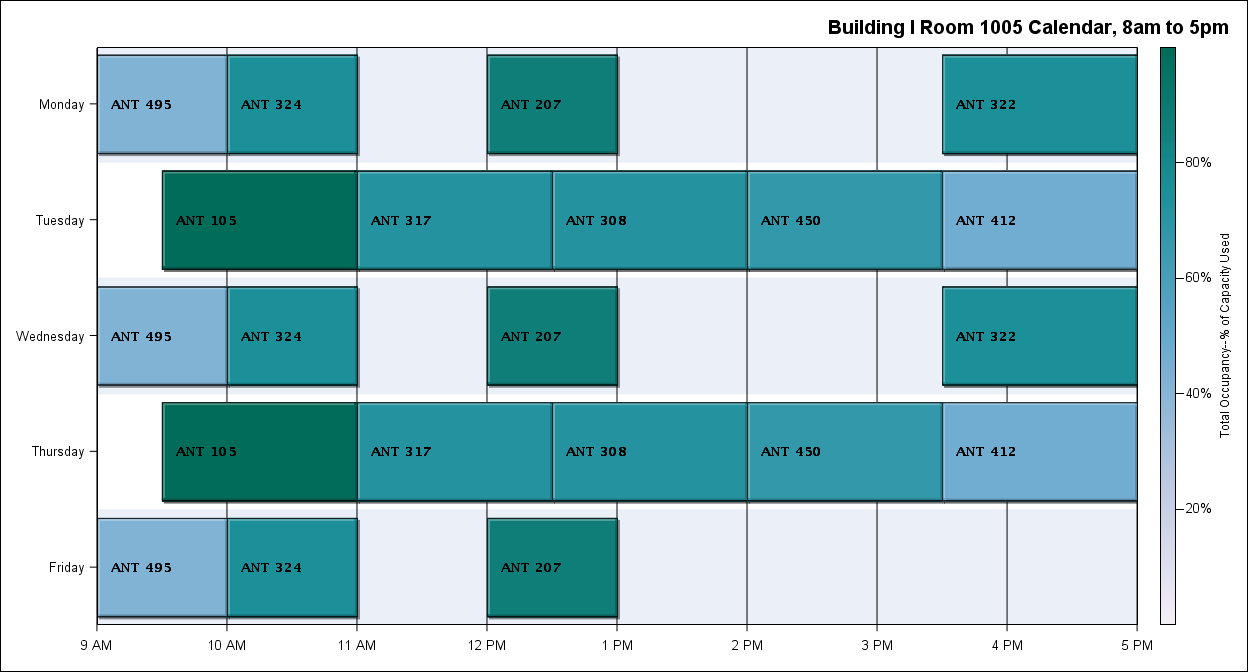 Building I Room 1005 Calendar, 8am to 5pm
Monday
ANT 495
ANT 324
ANT 207
ANT 322
Tuesday
ANT 105
ANT 317
ANT 308
ANT 450
ANT 412
Wednesday
ANT 495
ANT 324
ANT 207
ANT 322
Thursday
ANT 105
ANT 317
ANT 308
ANT 450
ANT 412
Friday
ANT 495
ANT 324
ANT 207
9 AM
10 AM
11 AM
12 PM
1 PM
2 PM
3 PM
4 PM
5 PM
80%
60%
40%
20%
Total Occupancy--% of Capacity Used